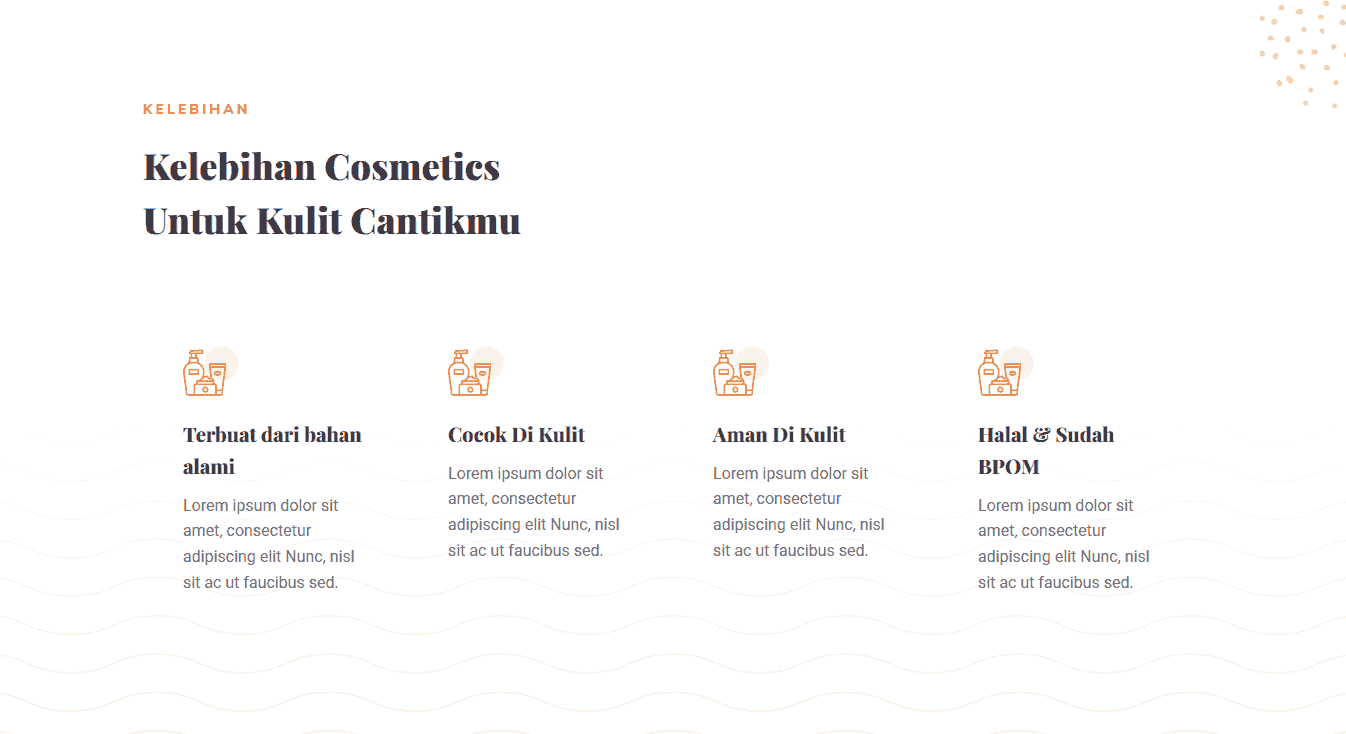 KELEBIHAN
Kelebihan Cosmetics
Untuk Kulit Cantikmu
Terbuat dari bahan
alami
Lorem ipsum dolor sit
amet, consectetur
adipiscing elit Nunc, nisl
sit ac ut faucibus sed.
Cocok Di Kulit
Lorem ipsum dolor sit
amet, consectetur
adipiscing elit Nunc, nisl
sit ac ut faucibus sed.
Aman Di Kulit
Lorem ipsum dolor sit
amet, consectetur
adipiscing elit Nunc, nisl
sit ac ut faucibus sed.
Halal & Sudah
BPOM
Lorem ipsum dolor sit
amet, consectetur
adipiscing elit Nunc, nisl
sit ac ut faucibus sed.